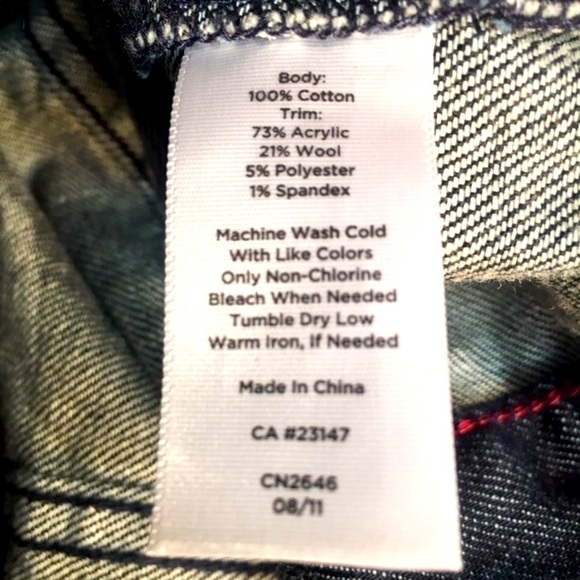 Body:
100% Cotton
Trim:
73% Acrylic
21% Wool
5% Polyester
1% Spandex
Machine Wash Cold
With Like Colors
Only Non-Chlorine
Bleach When Needed
Tumble Dry Low
Warm Iron, If Needed
Made In China
CA #23147
CN2646
08/11